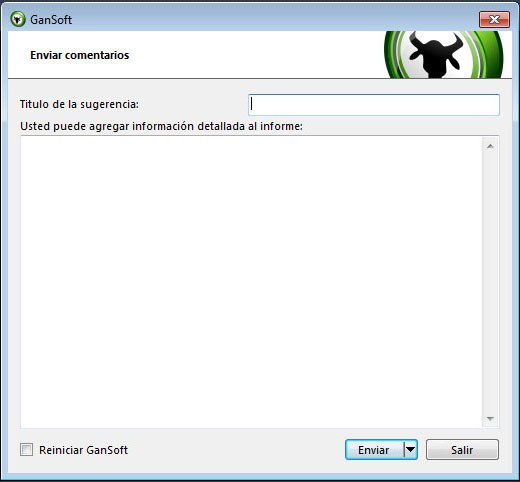 GanSoft
Enviar comentarios
Titulo de la sugerencia:
Usted puede agregar información detallada al informe:
Reiniciar GanSoft
Enviar
Salir